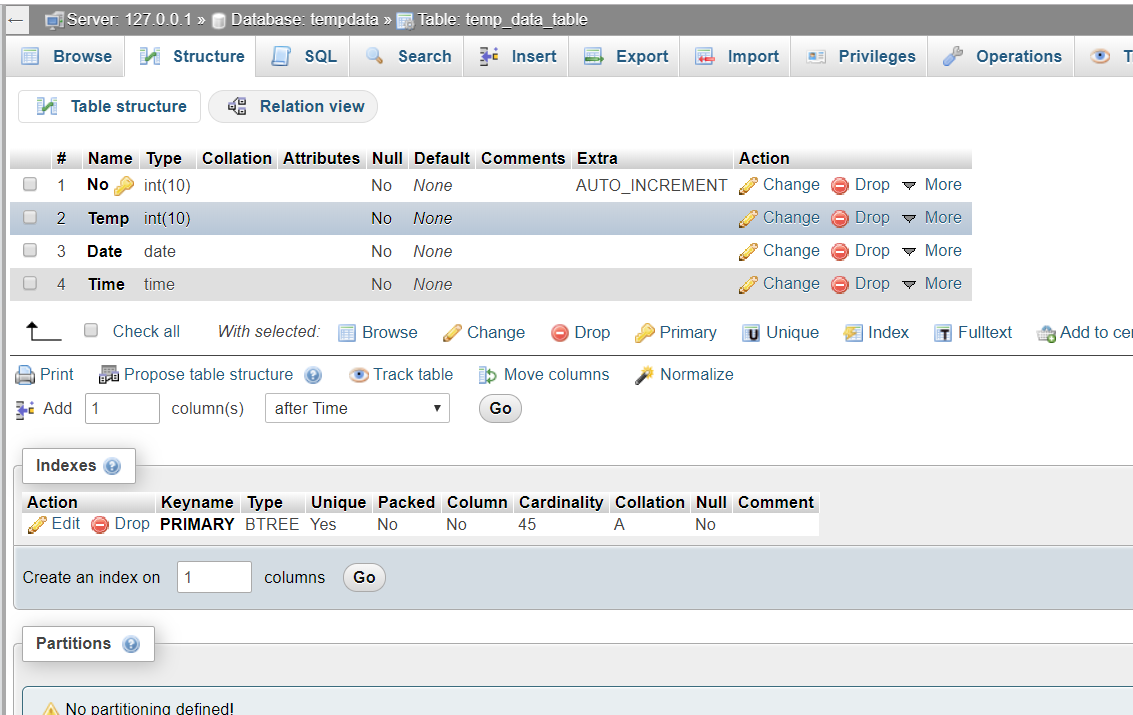 ← Server: 127.0.0.1 » Database: tempdata » Table: temp_data_table
Browse Structure SQL Search Insert Export Import Privileges Operations T
Table structure Relation view
# Name Type Collation Attributes Null Default Comments Extra Action
1 No int(10) No None AUTO_INCREMENT Change Drop More
2 Temp int(10) No None Change Drop More
3 Date date No None Change Drop More
4 Time time No None Change Drop More
Check all With selected: Browse Change Drop Primary Unique Index Fulltext Add to cer
Print Propose table structure Track table Move columns Normalize
Add 1 column(s) after Time Go
Indexes
Action Keyname Type Unique Packed Column Cardinality Collation Null Comment
Edit Drop PRIMARY BTREE Yes No No 45 A No
Create an index on 1 columns Go
Partitions
No partitioning defined!